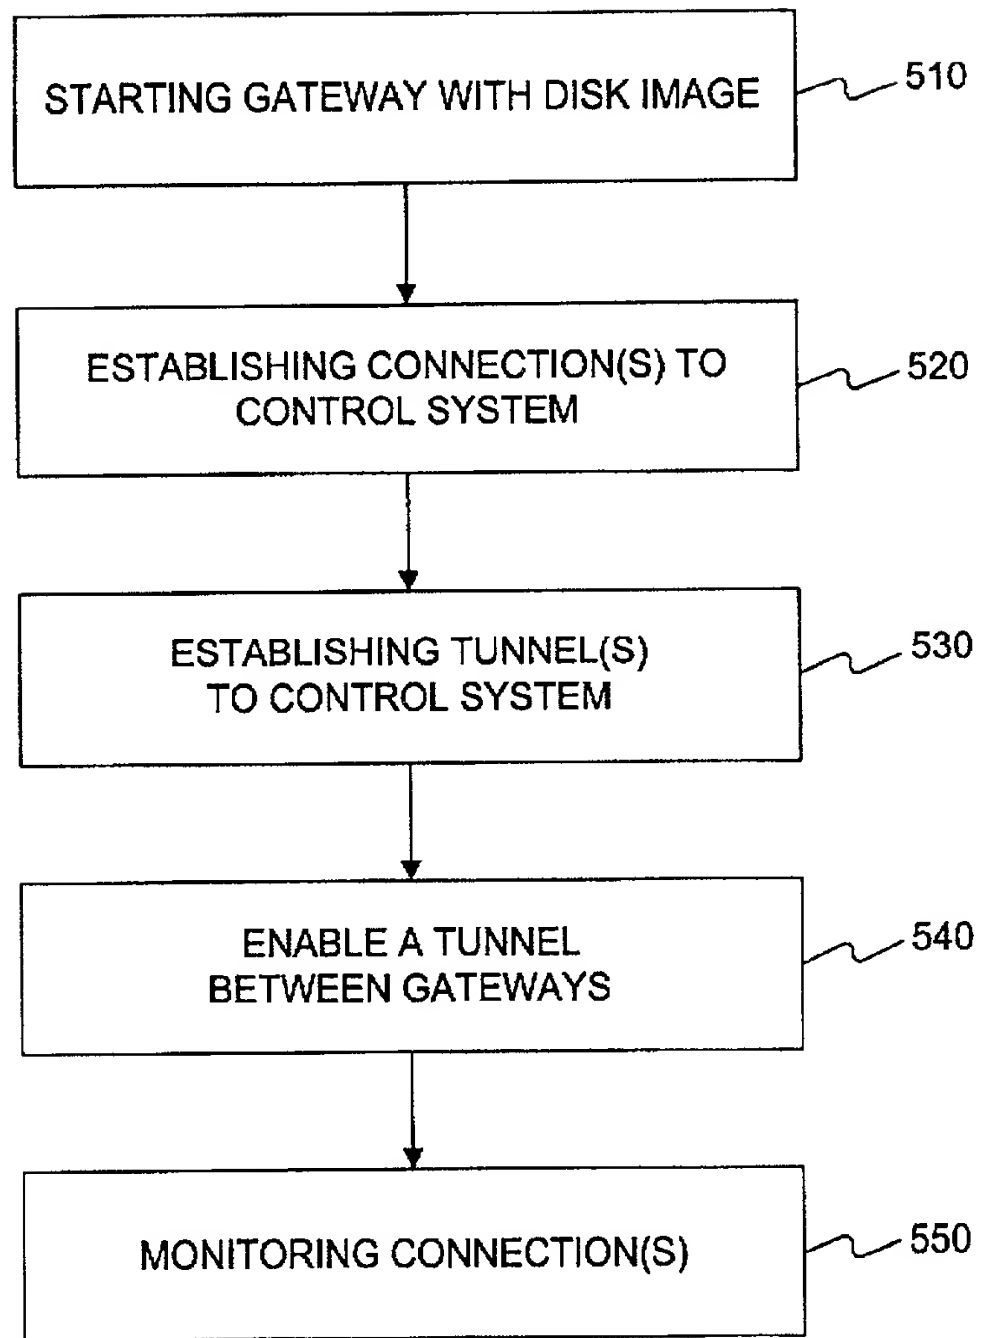 STARTING GATEWAY WITH DISK IMAGE
510
ESTABLISHING CONNECTION(S) TO
CONTROL SYSTEM
520
ESTABLISHING TUNNEL(S)
TO CONTROL SYSTEM
530
ENABLE A TUNNEL
BETWEEN GATEWAYS
540
MONITORING CONNECTION(S)
550